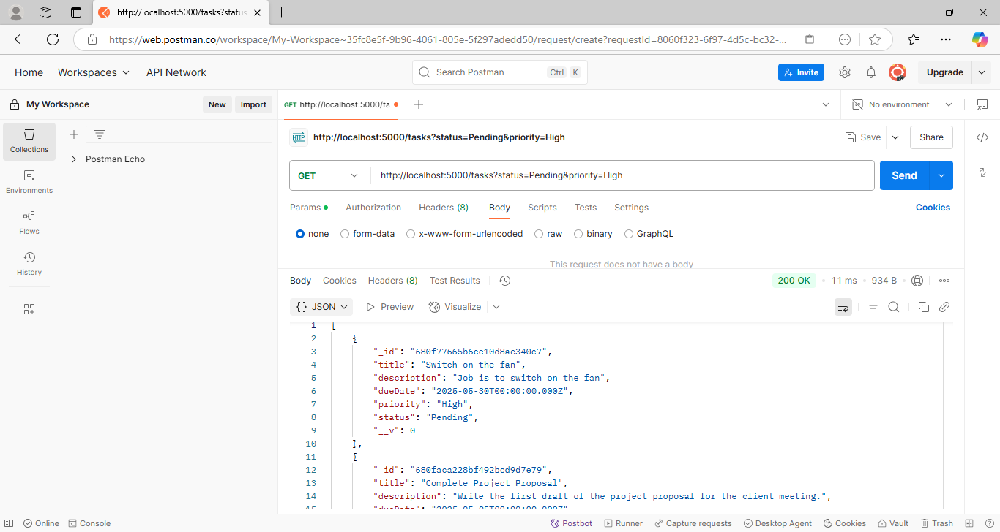 http://localhost:5000/tasks?status
https://web.postman.co/workspace/My-Workspace~35fc8e5f-9b96-4061-805e-5f297adedd50/request/create?requestId=8060f323-6f97-4d5c-bc32-...
Home Workspaces API Network Search Postman Ctrl K Invite Upgrade
My Workspace New Import GET http://localhost:5000/ta No environment
Collections
Environments
Flows
History
Postman Echo
HTTP http://localhost:5000/tasks?status=Pending&priority=High Save Share
GET http://localhost:5000/tasks?status=Pending&priority=High Send
Params Authorization Headers (8) Body Scripts Tests Settings Cookies
none form-data x-www-form-urlencoded raw binary GraphQL
This request does not have a body
Body Cookies Headers (8) Test Results 200 OK • 11 ms • 934 B •
{} JSON Preview Visualize
1 [
2 {
3 "_id": "680f77665b6ce10d8ae340c7",
4 "title": "Switch on the fan",
5 "description": "Job is to switch on the fan",
6 "dueDate": "2025-05-30T00:00:00.000Z",
7 "priority": "High",
8 "status": "Pending",
9 "__v": 0
10 },
11 {
12 "_id": "680faca228bf492bcd9d7e79",
13 "title": "Complete Project Proposal",
14 "description": "Write the first draft of the project proposal for the client meeting.",
15 "dueDate": "2025-05-05T00:00:00.000Z"
Online Console Postbot Runner Capture requests Desktop Agent Cookies Vault Trash